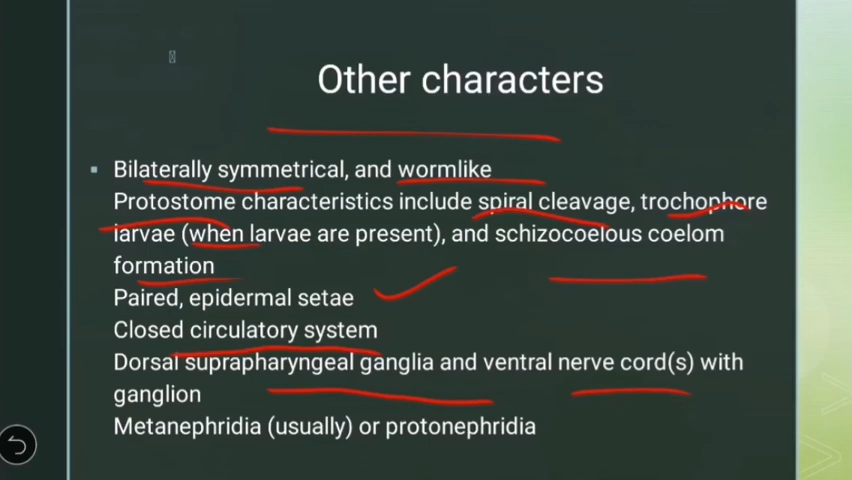 Other characters
Bilaterally symmetrical, and wormlike
Protostome characteristics include spiral cleavage, trochophore
larvae (when larvae are present), and schizocoelous coelom
formation
Paired, epidermal setae
Closed circulatory system
Dorsal suprapharyngeal ganglia and ventral nerve cord(s) with
ganglion
Metanephridia (usually) or protonephridia